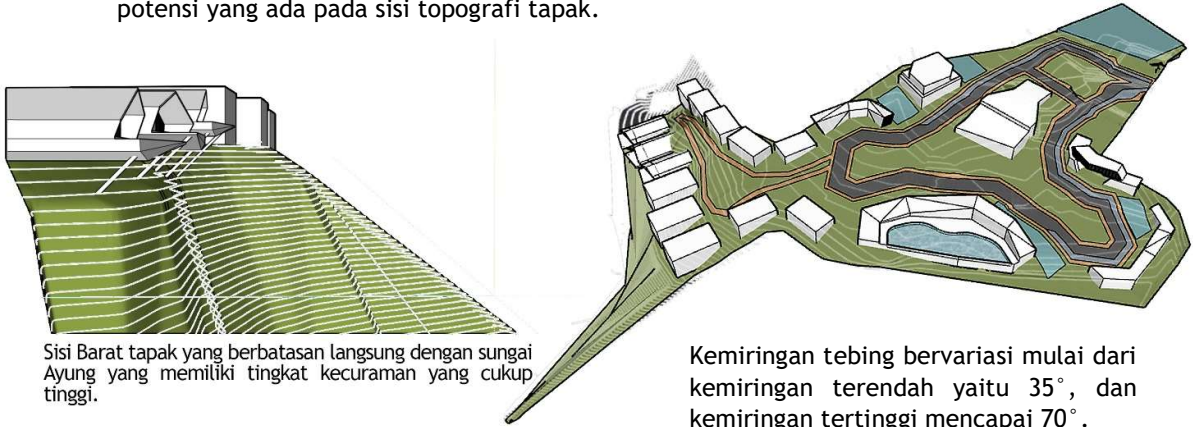 potensi yang ada pada sisi topografi tapak.
Sisi Barat tapak yang berbatasan langsung dengan sungai
Ayung yang memiliki tingkat kecuraman yang cukup
tinggi.
Kemiringan tebing bervariasi mulai dari
kemiringan terendah yaitu 35°, dan
kemiringan tertinggi mencapai 70°.